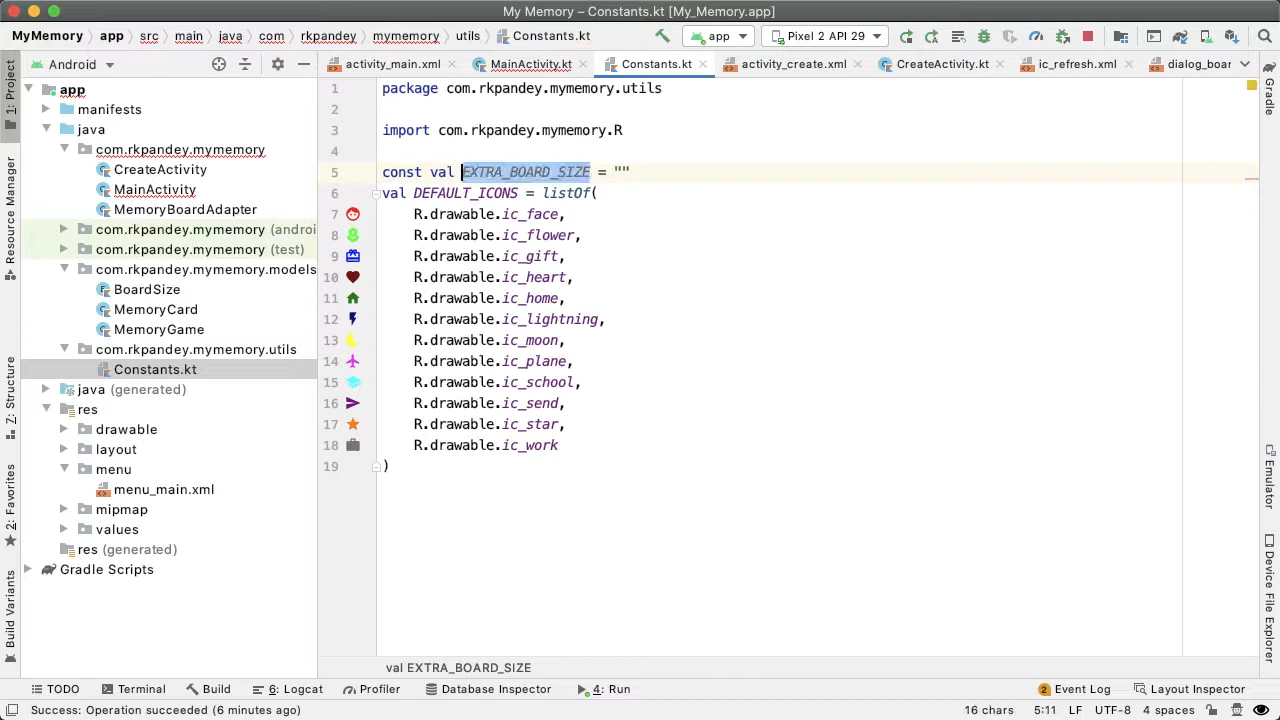 My Memory – Constants.kt [My_Memory.app]
MyMemory app src main java com rkpandey mymemory utils Constants.kt app Pixel 2 API 29
Android activity_main.xml MainActivity.kt Constants.kt activity_create.xml CreateActivity.kt ic_refresh.xml dialog_boar
1: Project
Resource Manager
Z: Structure
2: Favorites
Build Variants
app
manifests
java
com.rkpandey.mymemory
CreateActivity
MainActivity
MemoryBoardAdapter
com.rkpandey.mymemory (android
com.rkpandey.mymemory (test)
com.rkpandey.mymemory.models
BoardSize
MemoryCard
MemoryGame
com.rkpandey.mymemory.utils
Constants.kt
java (generated)
res
drawable
layout
menu
menu_main.xml
mipmap
values
res (generated)
Gradle Scripts
1 package com.rkpandey.mymemory.utils
2
3 import com.rkpandey.mymemory.R
4
5 const val EXTRA_BOARD_SIZE = ""
6 val DEFAULT_ICONS = listOf(
7 R.drawable.ic_face,
8 R.drawable.ic_flower,
9 R.drawable.ic_gift,
10 R.drawable.ic_heart,
11 R.drawable.ic_home,
12 R.drawable.ic_lightning,
13 R.drawable.ic_moon,
14 R.drawable.ic_plane,
15 R.drawable.ic_school,
16 R.drawable.ic_send,
17 R.drawable.ic_star,
18 R.drawable.ic_work
19 )
Gradle
Emulator
Device File Explorer
val EXTRA_BOARD_SIZE
TODO Terminal Build 6: Logcat Profiler Database Inspector 4: Run 2 Event Log Layout Inspector
Success: Operation succeeded (6 minutes ago) 16 chars 5:11 LF UTF-8 4 spaces